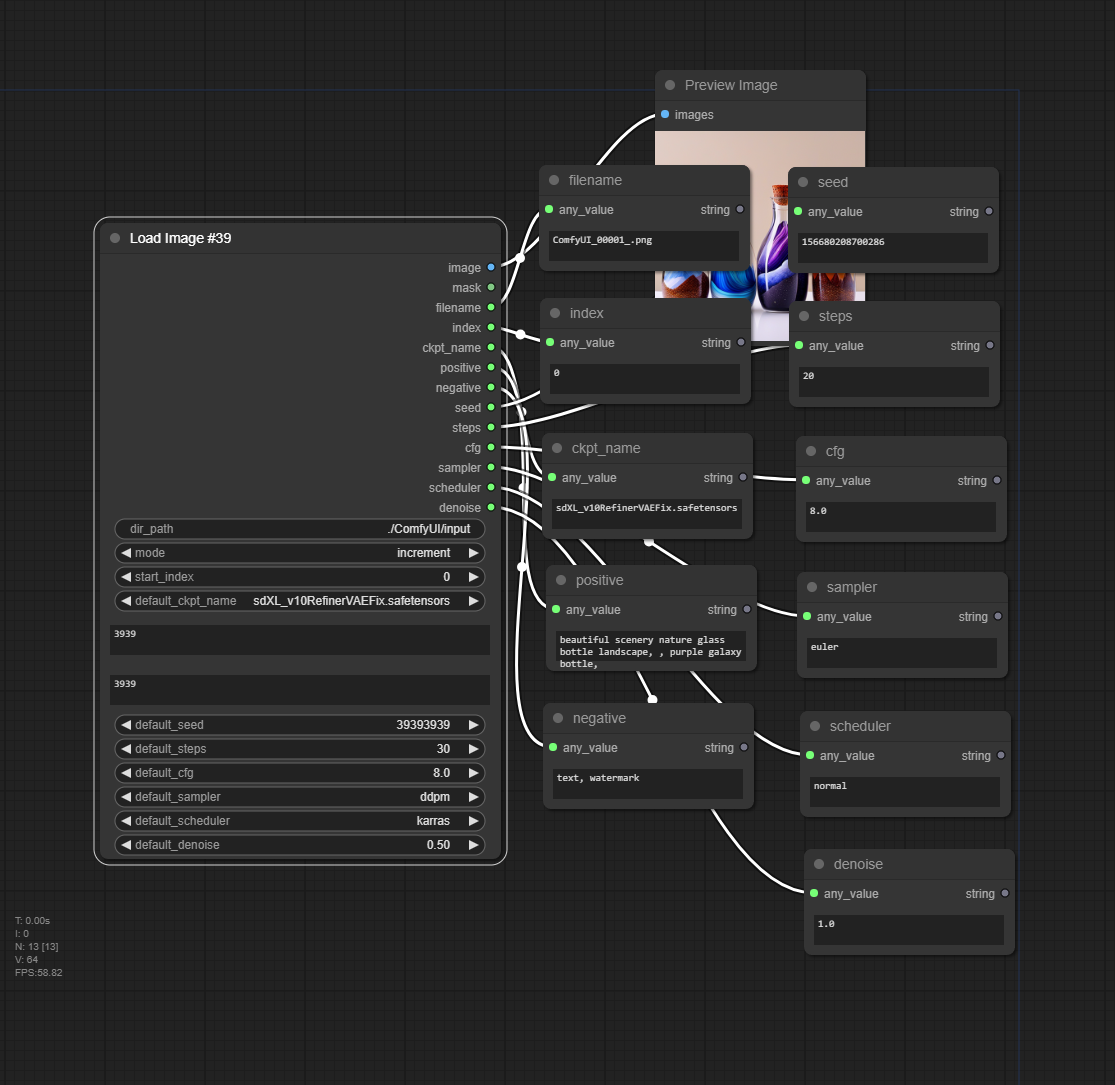 Preview Image
images
filename
any_value string
ComfyUI_00001_.png
seed
any_value string
156680208700286
Load Image #39
image
mask
filename
index
ckpt_name
positive
negative
seed
steps
cfg
sampler
scheduler
denoise
dir_path ./ComfyUI/input
mode increment
start_index 0
default_ckpt_name sdXL_v10RefinerVAEFix.safetensors
3939
3939
default_seed 39393939
default_steps 30
default_cfg 8.0
default_sampler ddpm
default_scheduler karras
default_denoise 0.50
index
any_value string
0
steps
any_value string
20
ckpt_name
any_value string
sdXL_v10RefinerVAEFix.safetensors
cfg
any_value string
8.0
positive
any_value string
beautiful scenery nature glass
bottle landscape, , purple galaxy
bottle,
sampler
any_value string
euler
negative
any_value string
text, watermark
scheduler
any_value string
normal
denoise
any_value string
1.0
T: 0.00s
I: 0
N: 13 [13]
V: 64
FPS:58.82